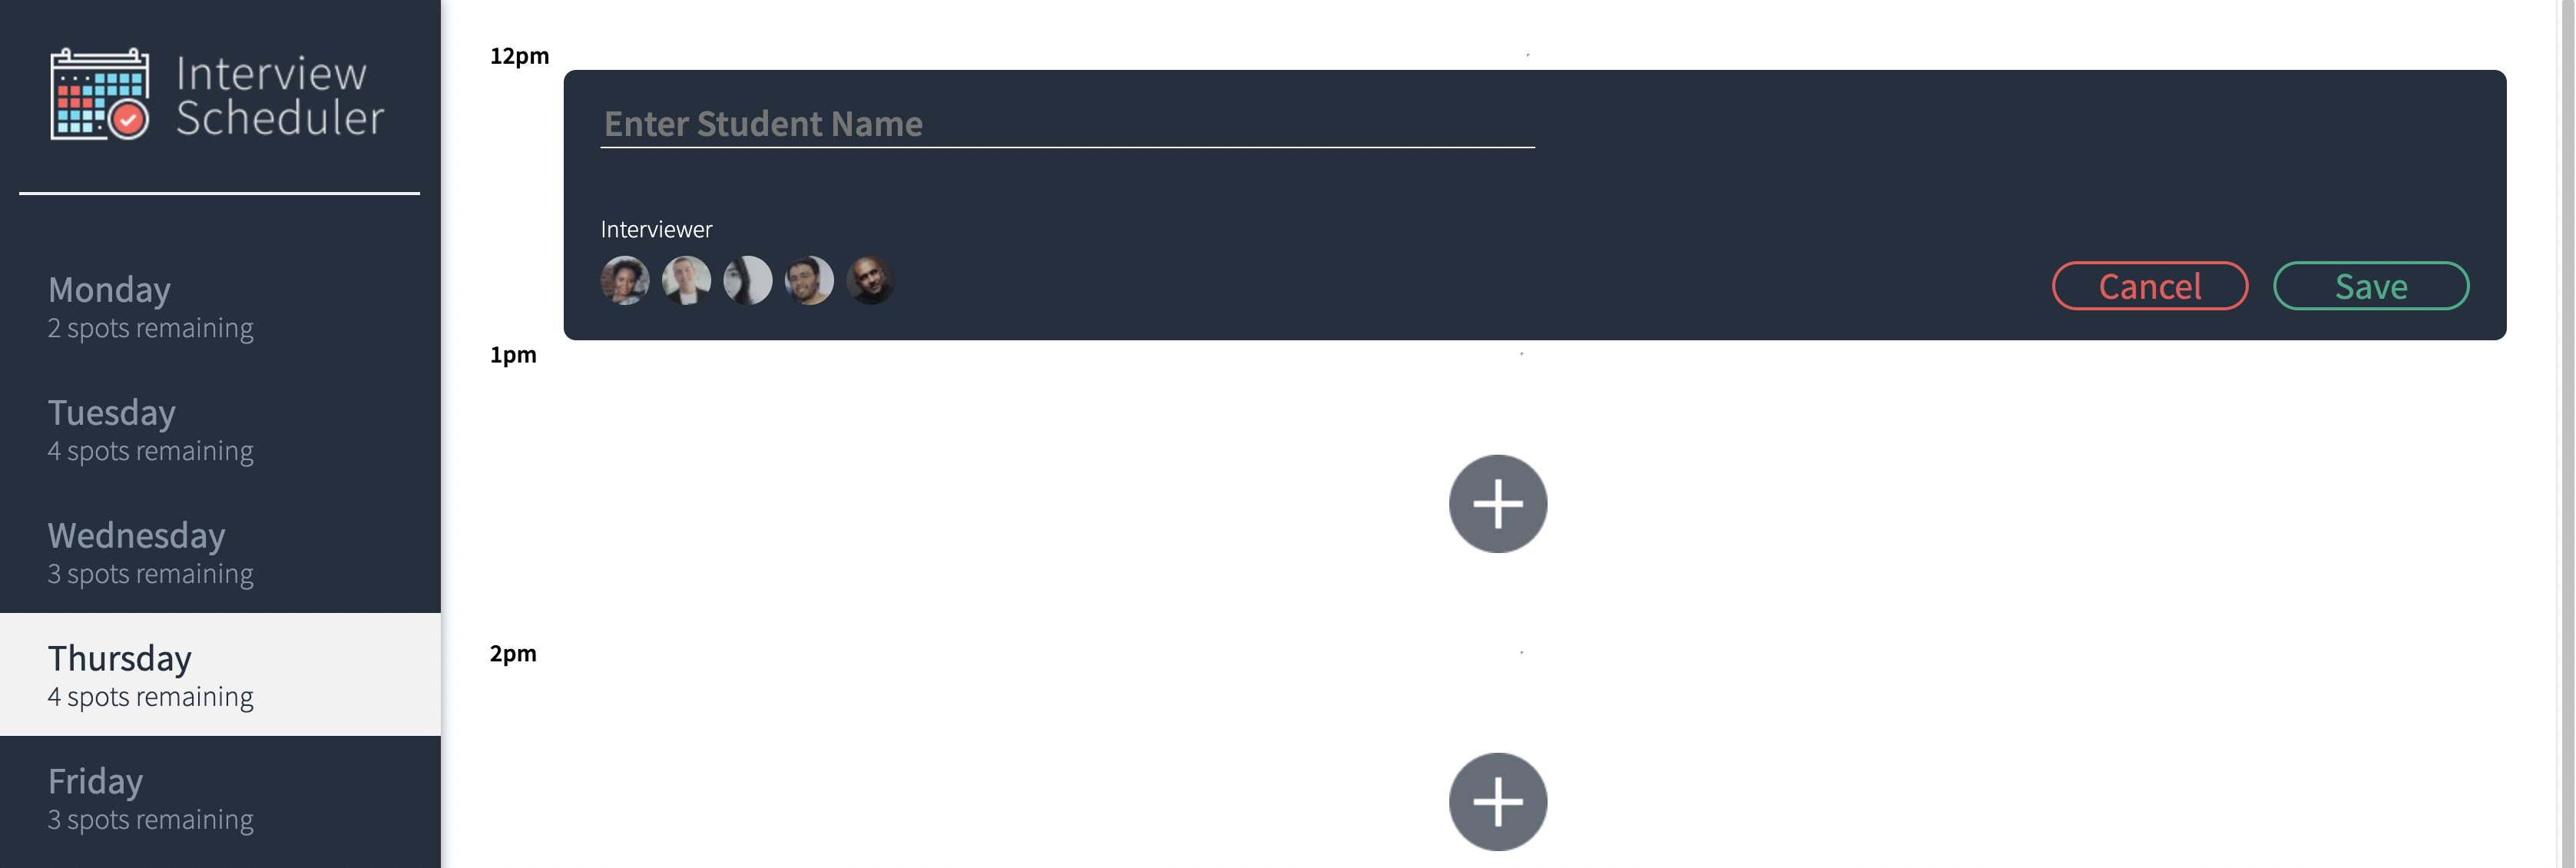 Interview
Scheduler
Monday
2 spots remaining
Tuesday
4 spots remaining
Wednesday
3 spots remaining
Thursday
4 spots remaining
Friday
3 spots remaining
12pm
Enter Student Name
Interviewer
Cancel
Save
1pm
2pm